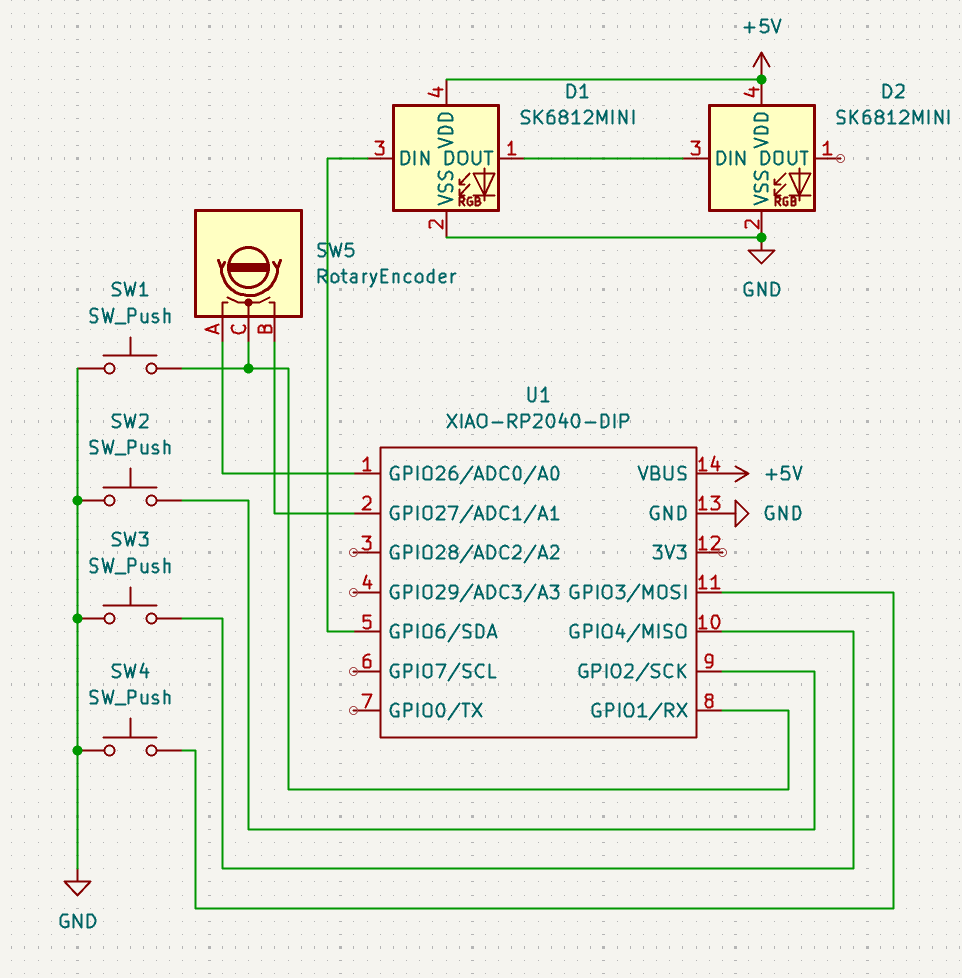 +5V
D1
SK6812MINI
D2
SK6812MINI
4
VDD
3
DIN
DOUT
1
VSS
RGB
2
4
VDD
3
DIN
DOUT
1
VSS
RGB
2
GND
SW5
RotaryEncoder
A
C
B
SW1
SW_Push
SW2
SW_Push
SW3
SW_Push
SW4
SW_Push
GND
U1
XIAO-RP2040-DIP
1 GPIO26/ADC0/A0
2 GPIO27/ADC1/A1
3 GPIO28/ADC2/A2
4 GPIO29/ADC3/A3
5 GPIO6/SDA
6 GPIO7/SCL
7 GPIO0/TX
VBUS 14 +5V
GND 13 GND
3V3 12
GPIO3/MOSI 11
GPIO4/MISO 10
GPIO2/SCK 9
GPIO1/RX 8